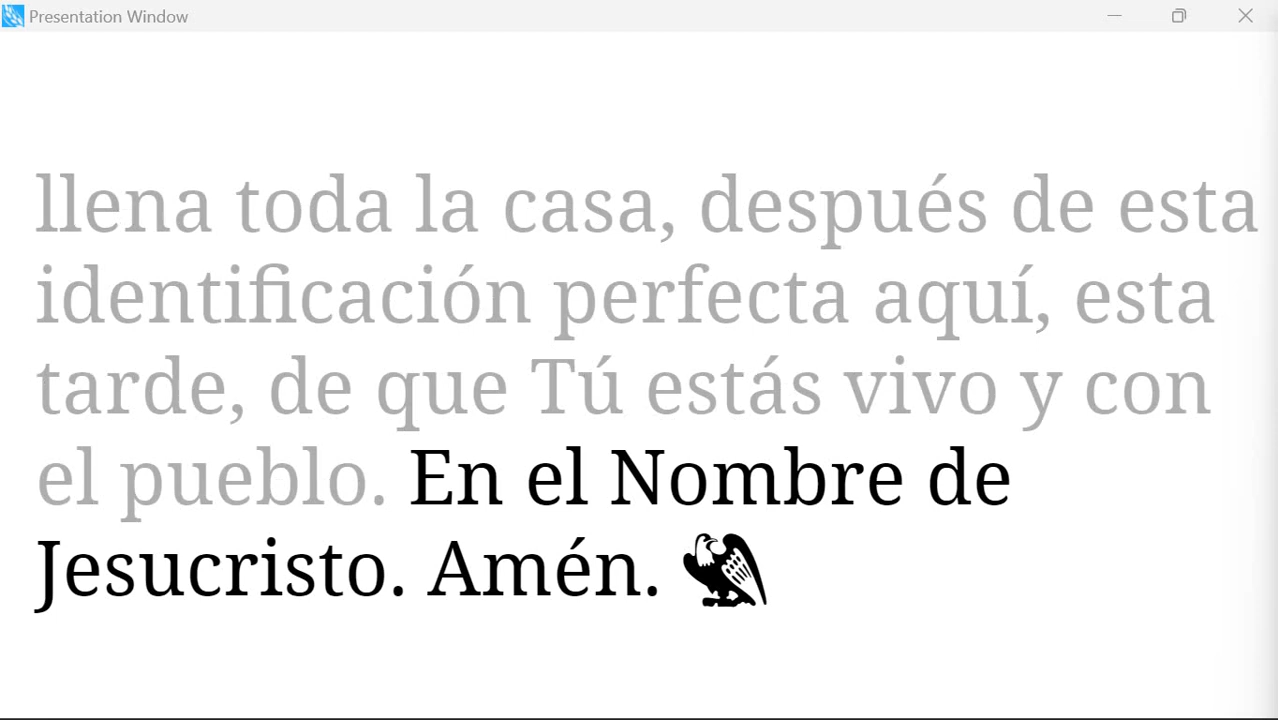 Presentation Window
llena toda la casa, después de esta
identificación perfecta aquí, esta
tarde, de que Tú estás vivo y con
el pueblo. En el Nombre de
Jesucristo. Amén.